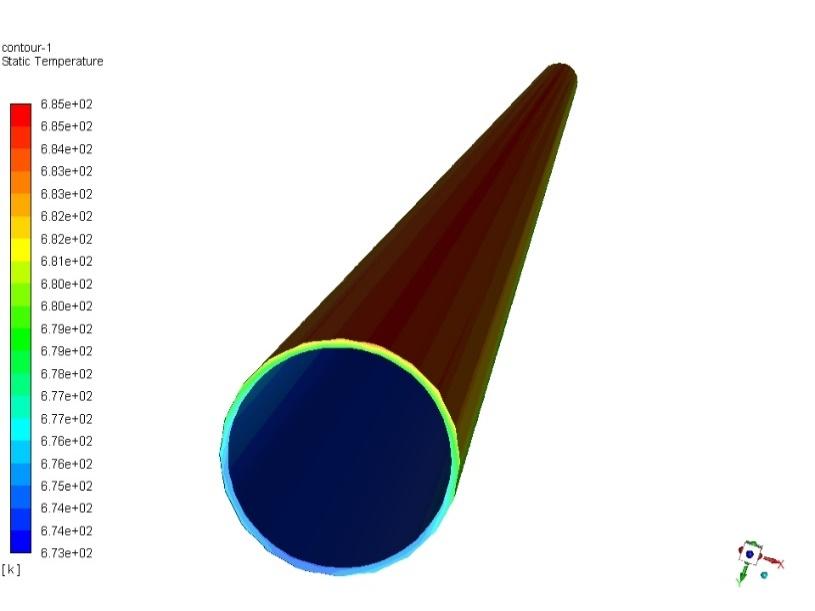 contour-1
Static Temperature
6.85e+02
6.85e+02
6.84e+02
6.83e+02
6.83e+02
6.82e+02
6.82e+02
6.81e+02
6.80e+02
6.80e+02
6.79e+02
6.79e+02
6.78e+02
6.77e+02
6.77e+02
6.76e+02
6.76e+02
6.75e+02
6.74e+02
6.74e+02
6.73e+02
[k]
X
Y